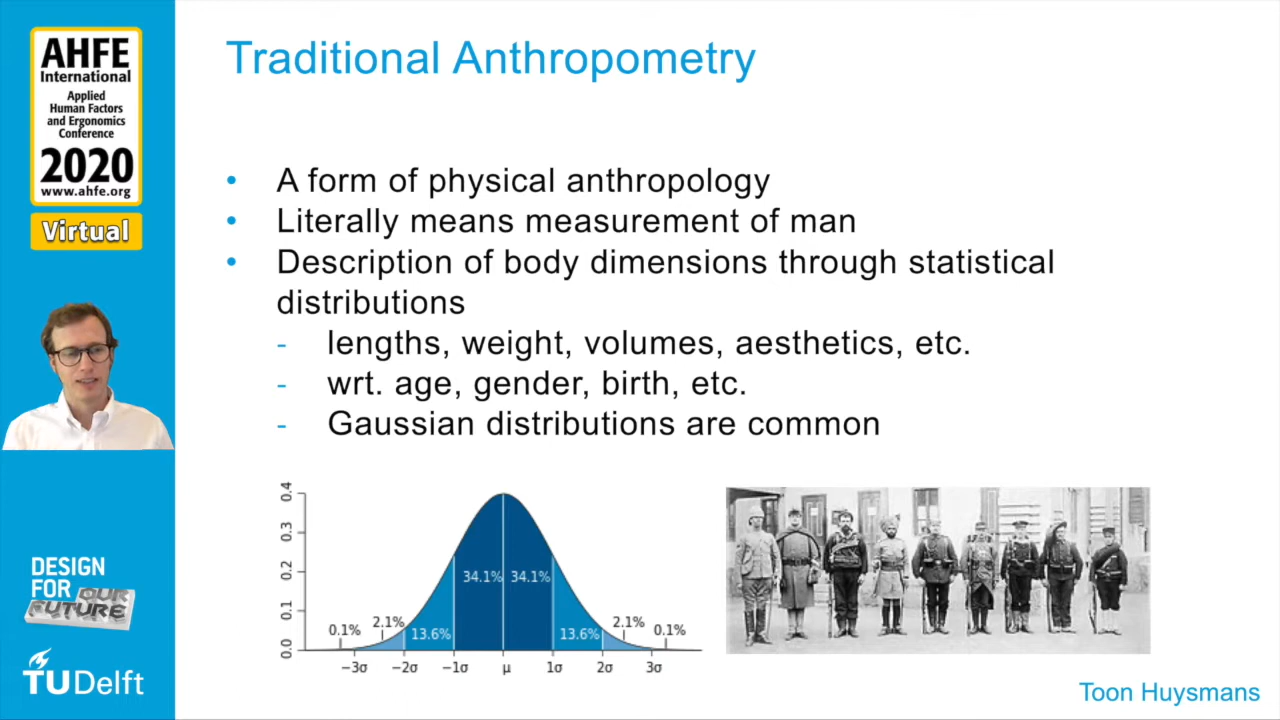 AHFE
International
Applied
Human Factors
and Ergonomics
Conference
2020
www.ahfe.org
Virtual
DESIGN
FOR
OUR
FUTURE
TUDelft
Traditional Anthropometry
• A form of physical anthropology
• Literally means measurement of man
• Description of body dimensions through statistical
distributions
- lengths, weight, volumes, aesthetics, etc.
- wrt. age, gender, birth, etc.
- Gaussian distributions are common
0.4
0.3
0.2
0.1
0.0
34.1% 34.1%
0.1% 2.1% 13.6% 13.6% 2.1% 0.1%
−3σ −2σ −1σ μ 1σ 2σ 3σ
Toon Huysmans